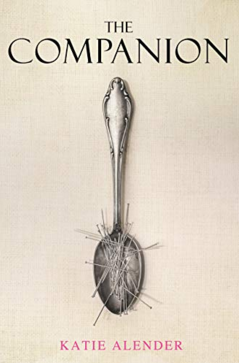 THE
COMPANION
KATIE ALENDER